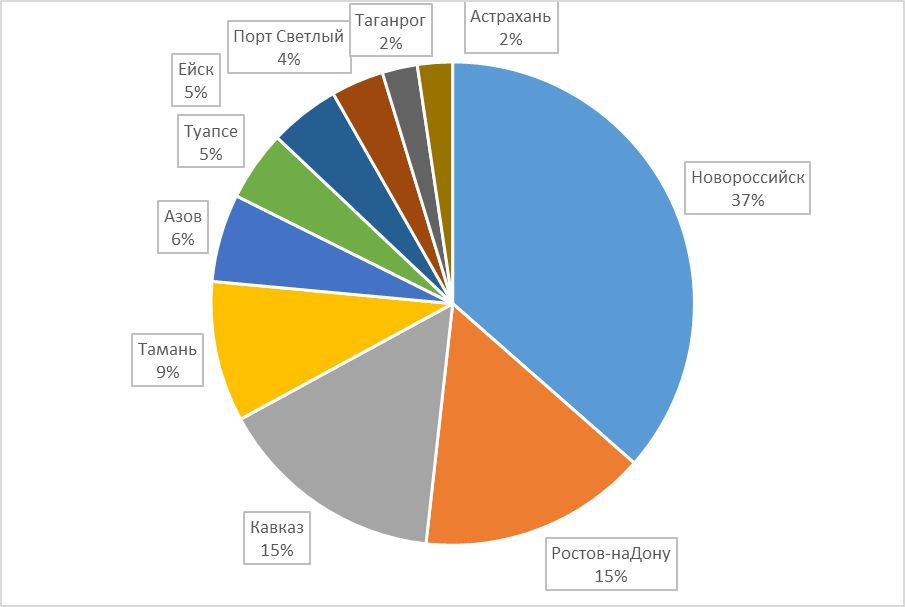 Астрахань
2%
Новороссийск
37%
Ростов-наДону
15%
Кавказ
15%
Тамань
9%
Азов
6%
Туапсе
5%
Ейск
5%
Порт Светлый
4%
Таганрог
2%